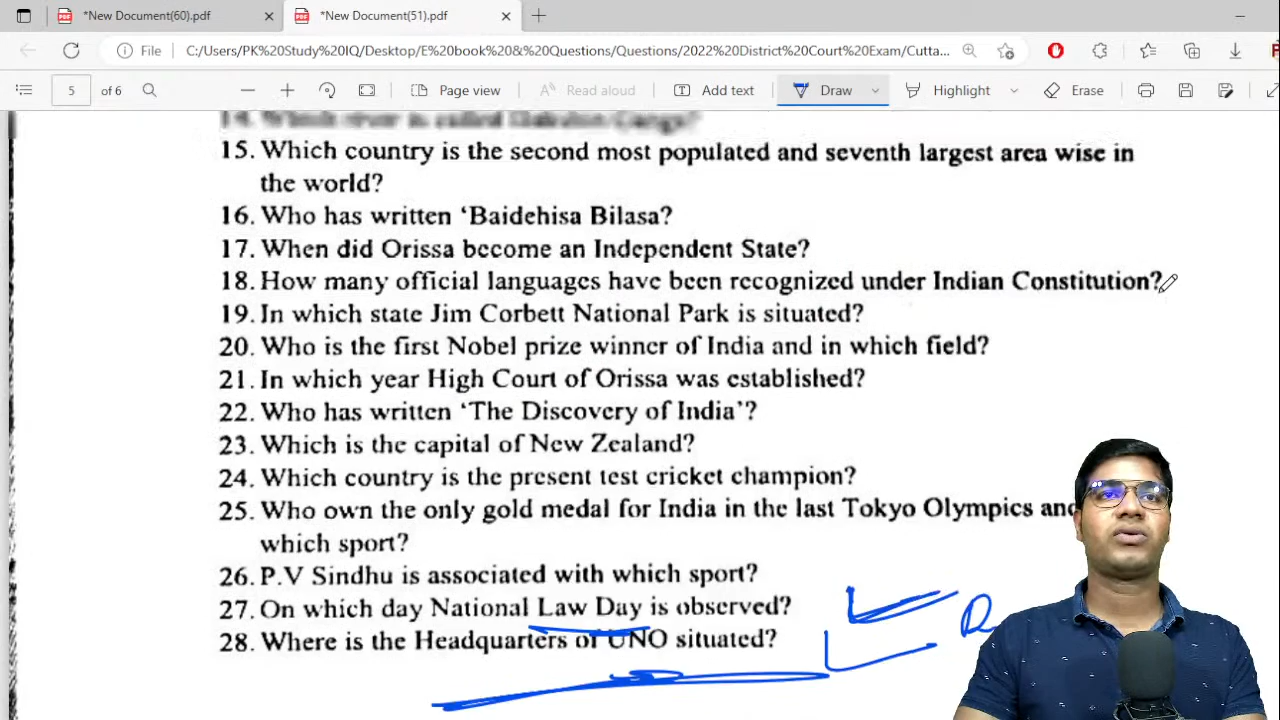 *New Document(60).pdf
*New Document(51).pdf
File C:/Users/PK%20Study%20IQ/Desktop/E%20book%20&%20Questions/Questions/2022%20District%20Court%20Exam/Cutta...
5 of 6 Page view Read aloud Add text Draw Highlight Erase
14. Which river is called Dakshin Ganga?
15. Which country is the second most populated and seventh largest area wise in
the world?
16. Who has written ‘Baidehisa Bilasa?
17. When did Orissa become an Independent State?
18. How many official languages have been recognized under Indian Constitution?
19. In which state Jim Corbett National Park is situated?
20. Who is the first Nobel prize winner of India and in which field?
21. In which year High Court of Orissa was established?
22. Who has written ‘The Discovery of India’?
23. Which is the capital of New Zealand?
24. Which country is the present test cricket champion?
25. Who own the only gold medal for India in the last Tokyo Olympics and
which sport?
26. P.V Sindhu is associated with which sport?
27. On which day National Law Day is observed?
28. Where is the Headquarters of UNO situated?